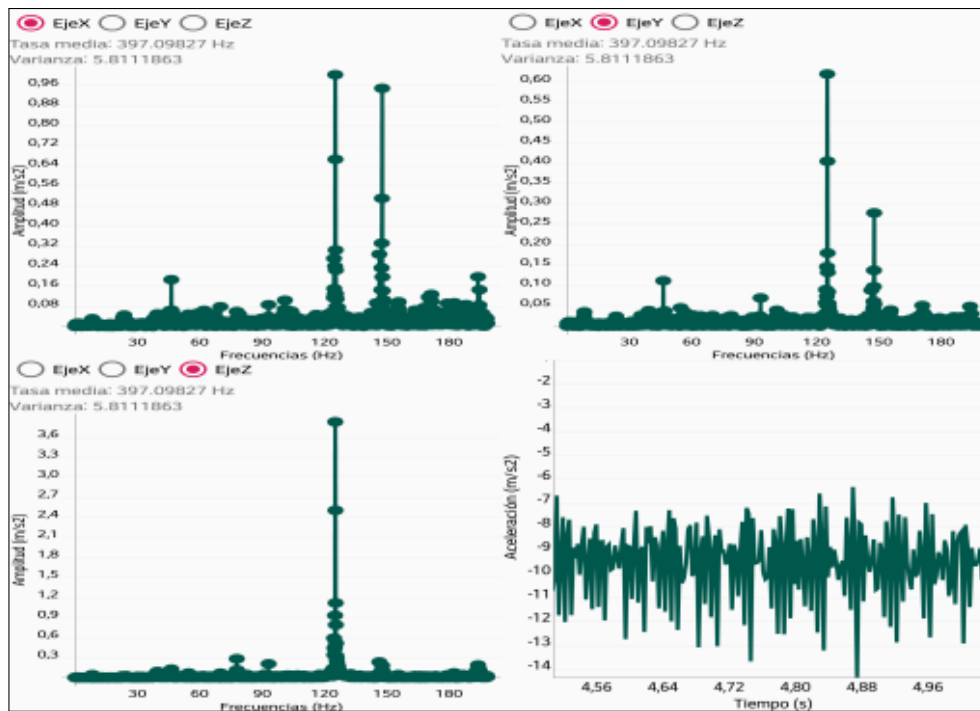 EjeX EjeY EjeZ
Tasa media: 397.09827 Hz
Varianza: 5.8111863
Amplitud (m/s2)
0,96
0,88
0,80
0,72
0,64
0,56
0,48
0,40
0,32
0,24
0,16
0,08
30 60 90 120 150 180
Frecuencias (Hz)
EjeX EjeY EjeZ
Tasa media: 397.09827 Hz
Varianza: 5.8111863
Amplitud (m/s2)
0,60
0,55
0,50
0,45
0,40
0,35
0,30
0,25
0,20
0,15
0,10
0,05
30 60 90 120 150 180
Frecuencias (Hz)
EjeX EjeY EjeZ
Tasa media: 397.09827 Hz
Varianza: 5.8111863
Amplitud (m/s2)
3,6
3,3
3,0
2,7
2,4
2,1
1,8
1,5
1,2
0,9
0,6
0,3
30 60 90 120 150 180
Frecuencias (Hz)
Aceleración (m/s2)
-2
-3
-4
-5
-6
-7
-8
-9
-10
-11
-12
-13
-14
4,56 4,64 4,72 4,80 4,88 4,96
Tiempo (s)